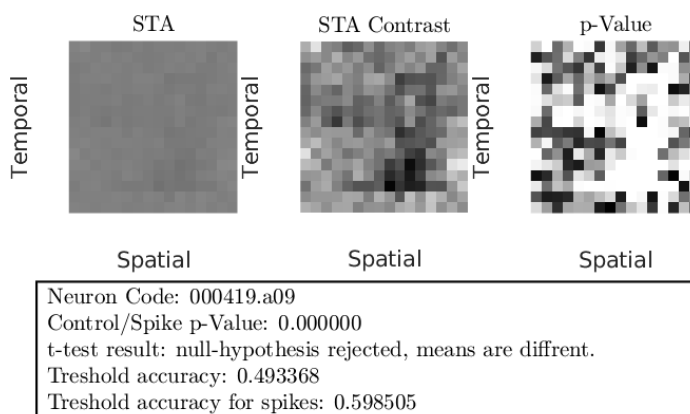 STA
STA Contrast
p-Value
Temporal
Temporal
Temporal
Spatial
Spatial
Spatial
Neuron Code: 000419.a09
Control/Spike p-Value: 0.000000
t-test result: null-hypothesis rejected, means are diffrent.
Treshold accuracy: 0.493368
Treshold accuracy for spikes: 0.598505